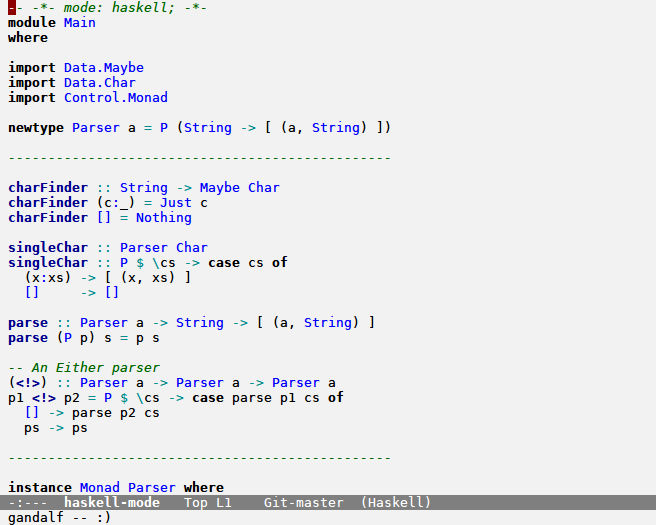 -- -*- mode: haskell; -*-
module Main
where

import Data.Maybe
import Data.Char
import Control.Monad

newtype Parser a = P (String -> [ (a, String) ])

------------------------------------------------

charFinder :: String -> Maybe Char
charFinder (c:_) = Just c
charFinder [] = Nothing

singleChar :: Parser Char
singleChar :: P $ \cs -> case cs of
  (x:xs) -> [ (x, xs) ]
  []     -> []

parse :: Parser a -> String -> [ (a, String) ]
parse (P p) s = p s

-- An Either parser
(<!>) :: Parser a -> Parser a -> Parser a
p1 <!> p2 = P $ \cs -> case parse p1 cs of
  [] -> parse p2 cs
  ps -> ps

------------------------------------------------

instance Monad Parser where
-:---  haskell-mode   Top L1    Git-master  (Haskell)
gandalf -- :)